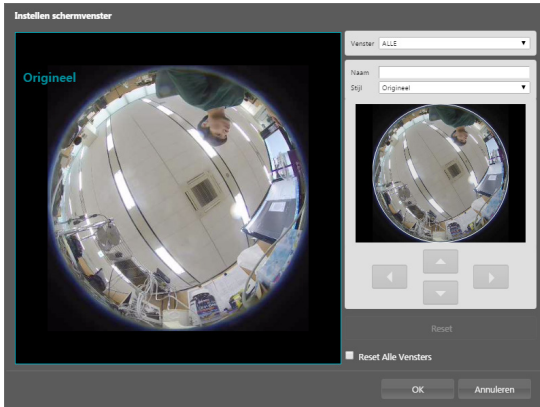 Instellen schermvenster
Origineel
Venster ALLE
Naam
Stijl Origineel
Reset
Reset Alle Vensters
OK Annuleren